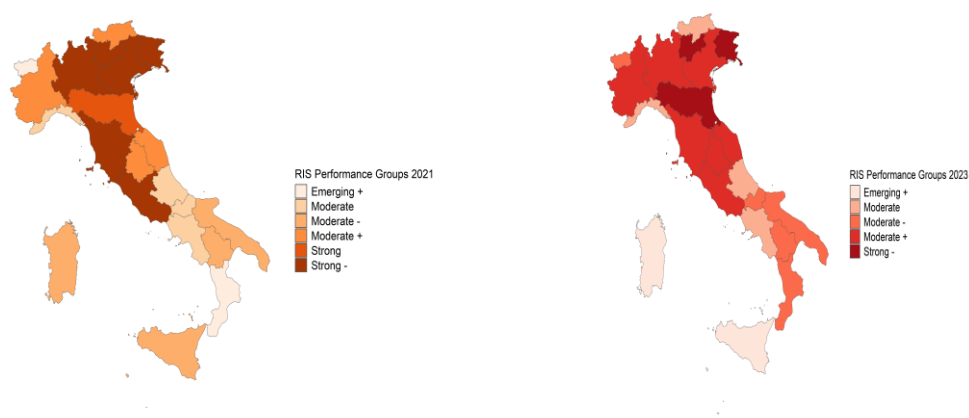 RIS Performance Groups 2021
Emerging +
Moderate
Moderate -
Moderate +
Strong
Strong -
RIS Performance Groups 2023
Emerging +
Moderate
Moderate -
Moderate +
Strong -